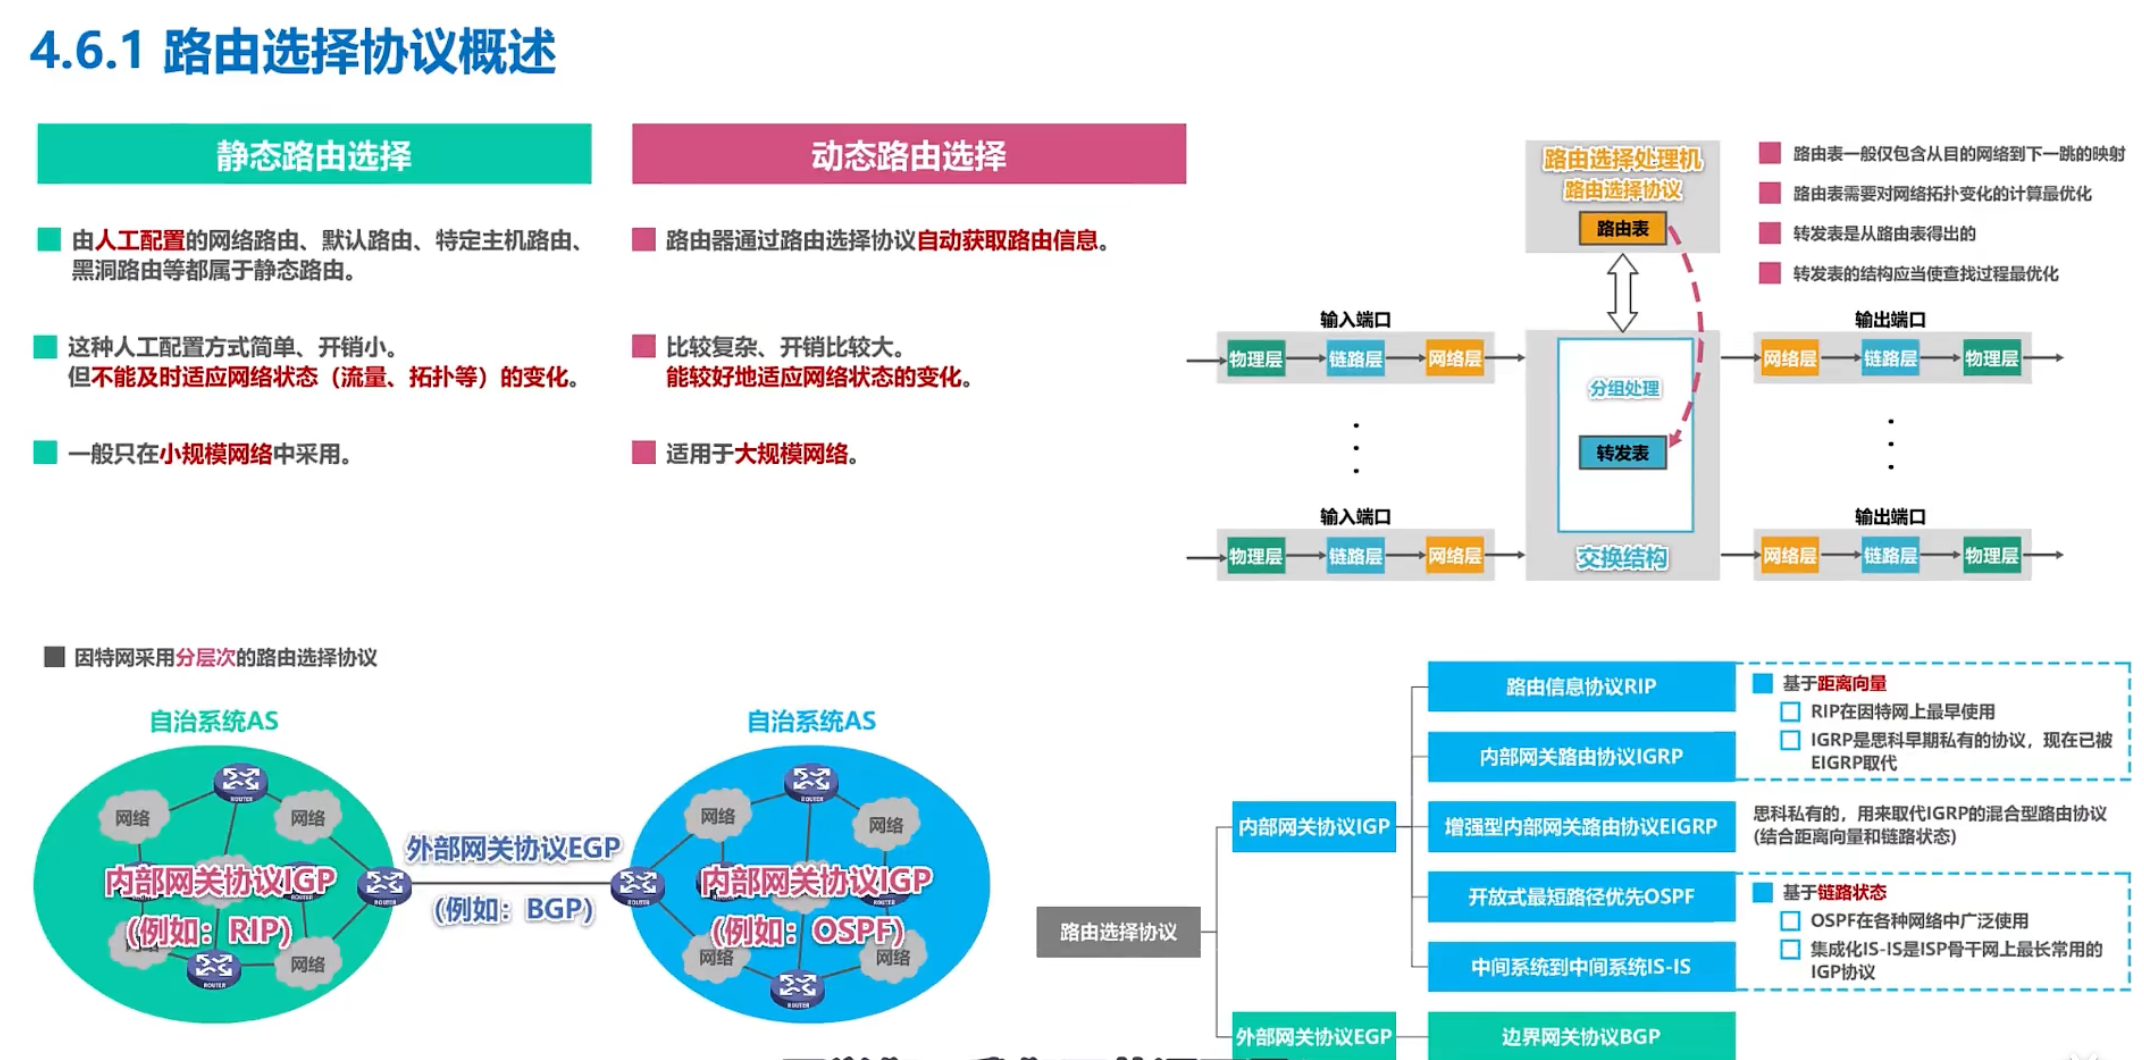 4.6.1 路由选择协议概述
静态路由选择
由人工配置的网络路由、默认路由、特定主机路由、
黑洞路由等都属于静态路由。
这种人工配置方式简单、开销小。
但不能及时适应网络状态（流量、拓扑等）的变化。
一般只在小规模网络中采用。
动态路由选择
路由器通过路由选择协议自动获取路由信息。
比较复杂、开销比较大。
能较好地适应网络状态的变化。
适用于大规模网络。
路由选择处理机
路由选择协议
路由表
路由表一般仅包含从目的网络到下一跳的映射
路由表需要对网络拓扑变化的计算最优化
转发表是从路由表得出的
转发表的结构应当使查找过程最优化
输入端口
物理层
链路层
网络层
分组处理
转发表
交换结构
输出端口
网络层
链路层
物理层
输入端口
物理层
链路层
网络层
输出端口
网络层
链路层
物理层
因特网采用分层次的路由选择协议
自治系统AS
ROUTER
网络
网络
内部网关协议IGP
(例如：RIP)
ROUTER
网络
网络
ROUTER
外部网关协议EGP
(例如：BGP)
自治系统AS
ROUTER
网络
网络
ROUTER
内部网关协议IGP
(例如：OSPF)
网络
网络
ROUTER
路由选择协议
内部网关协议IGP
路由信息协议RIP
内部网关路由协议IGRP
基于距离向量
RIP在因特网上最早使用
IGRP是思科早期私有的协议，现在已被
EIGRP取代
增强型内部网关路由协议EIGRP
思科私有的，用来取代IGRP的混合型路由协议
(结合距离向量和链路状态)
开放式最短路径优先OSPF
中间系统到中间系统IS-IS
基于链路状态
OSPF在各种网络中广泛使用
集成化IS-IS是ISP骨干网上最长常用的
IGP协议
外部网关协议EGP
边界网关协议BGP